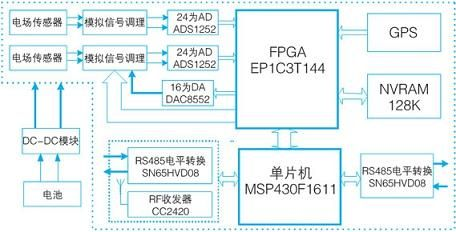 电场传感器
模拟信号调理
24为AD
ADS1252
FPGA
EP1C3T144
GPS
电场传感器
模拟信号调理
24为AD
ADS1252
16为DA
DAC8552
NVRAM
128K
DC-DC模块
电池
RS485电平转换
SN65HVD08
RF收发器
CC2420
单片机
MSP430F1611
RS485电平转换
SN65HVD08